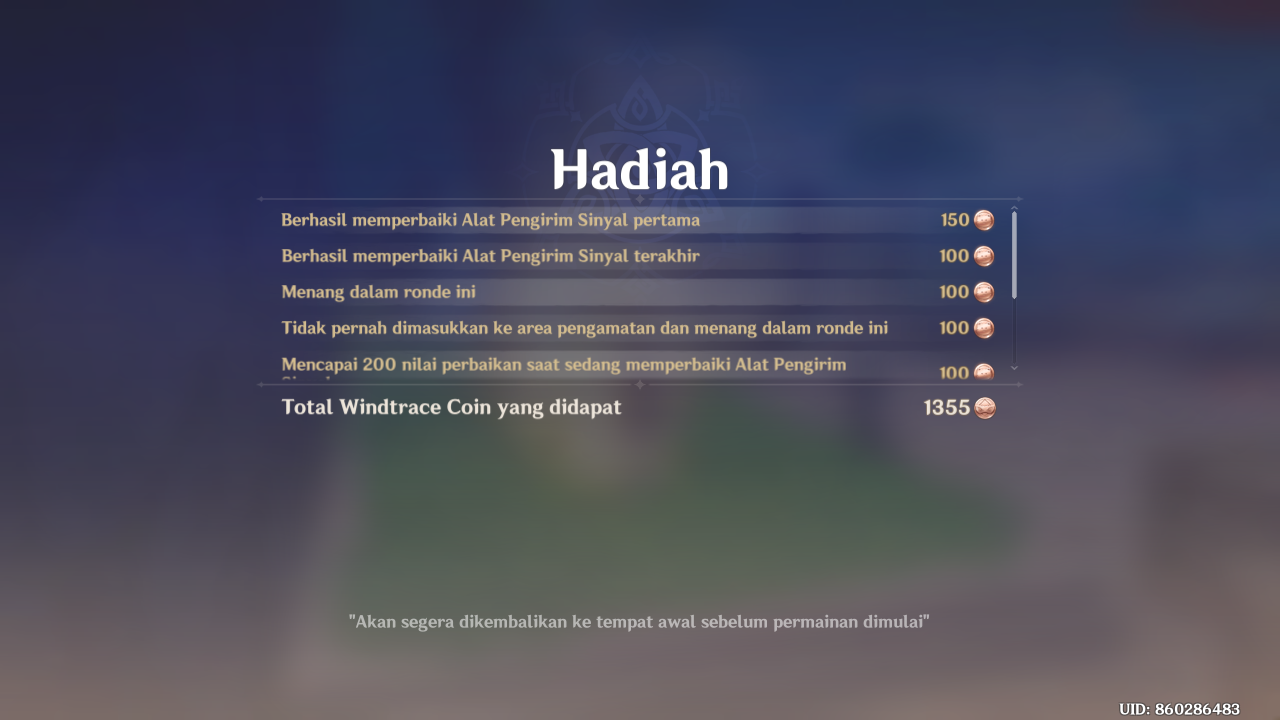 Hadiah
Berhasil memperbaiki Alat Pengirim Sinyal pertama 150
Berhasil memperbaiki Alat Pengirim Sinyal terakhir 100
Menang dalam ronde ini 100
Tidak pernah dimasukkan ke area pengamatan dan menang dalam ronde ini 100
Mencapai 200 nilai perbaikan saat sedang memperbaiki Alat Pengirim 100
Total Windtrace Coin yang didapat 1355
"Akan segera dikembalikan ke tempat awal sebelum permainan dimulai"
UID: 860286483